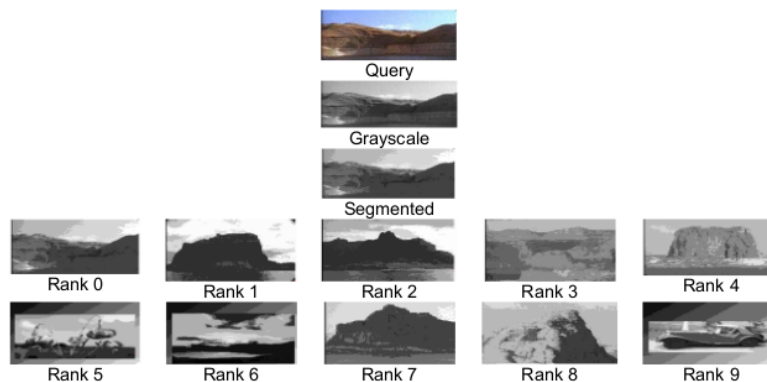 Query
Grayscale
Segmented
Rank 0
Rank 1
Rank 2
Rank 3
Rank 4
Rank 5
Rank 6
Rank 7
Rank 8
Rank 9